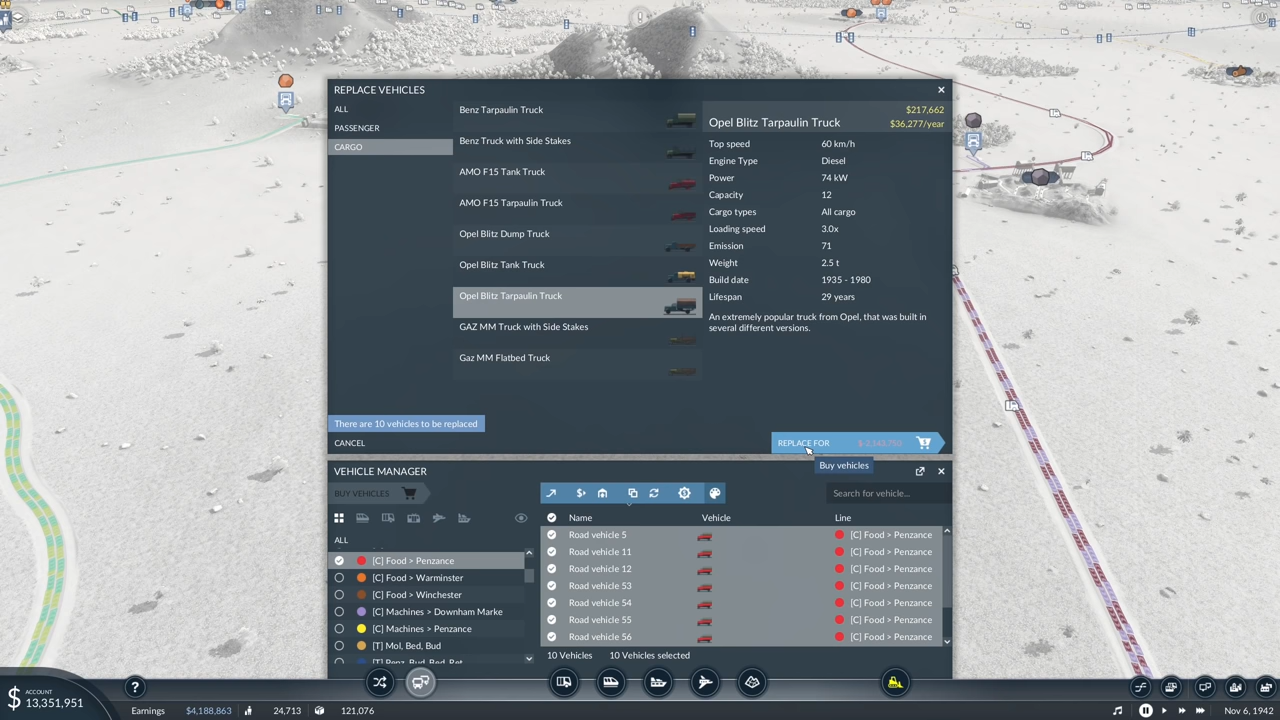 REPLACE VEHICLES
ALL
PASSENGER
CARGO
Benz Tarpaulin Truck
Benz Truck with Side Stakes
AMO F15 Tank Truck
AMO F15 Tarpaulin Truck
Opel Blitz Dump Truck
Opel Blitz Tank Truck
Opel Blitz Tarpaulin Truck
GAZ MM Truck with Side Stakes
Gaz MM Flatbed Truck
$217,662
Opel Blitz Tarpaulin Truck $36,277/year
Top speed 60 km/h
Engine Type Diesel
Power 74 kW
Capacity 12
Cargo types All cargo
Loading speed 3.0x
Emission 71
Weight 2.5 t
Build date 1935 - 1980
Lifespan 29 years
An extremely popular truck from Opel, that was built in
several different versions.
There are 10 vehicles to be replaced
CANCEL
REPLACE FOR $-2,143,750
Buy vehicles
VEHICLE MANAGER
BUY VEHICLES
Search for vehicle...
ALL
[C] Food > Penzance
[C] Food > Warminster
[C] Food > Winchester
[C] Machines > Downham Marke
[C] Machines > Penzance
[T] Mol, Bed, Bud
[T] Penz, Bud, Bed, Ret
Name Vehicle Line
Road vehicle 5 [C] Food > Penzance
Road vehicle 11 [C] Food > Penzance
Road vehicle 12 [C] Food > Penzance
Road vehicle 53 [C] Food > Penzance
Road vehicle 54 [C] Food > Penzance
Road vehicle 55 [C] Food > Penzance
Road vehicle 56 [C] Food > Penzance
10 Vehicles 10 Vehicles selected
$ ACCOUNT
13,351,951
?
Earnings $4,188,863 24,713 121,076
Nov 6, 1942